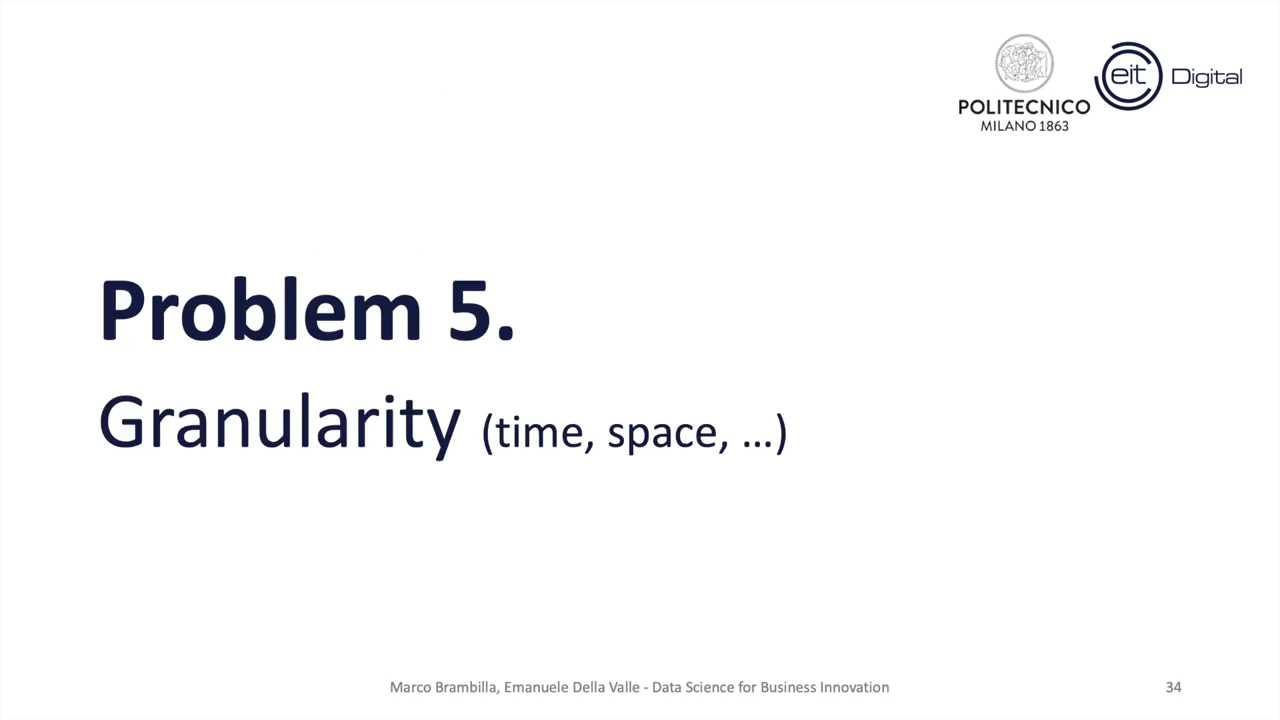 POLITECNICO
MILANO 1863
eit Digital
Problem 5.
Granularity (time, space, ...)
Marco Brambilla, Emanuele Della Valle - Data Science for Business Innovation
34